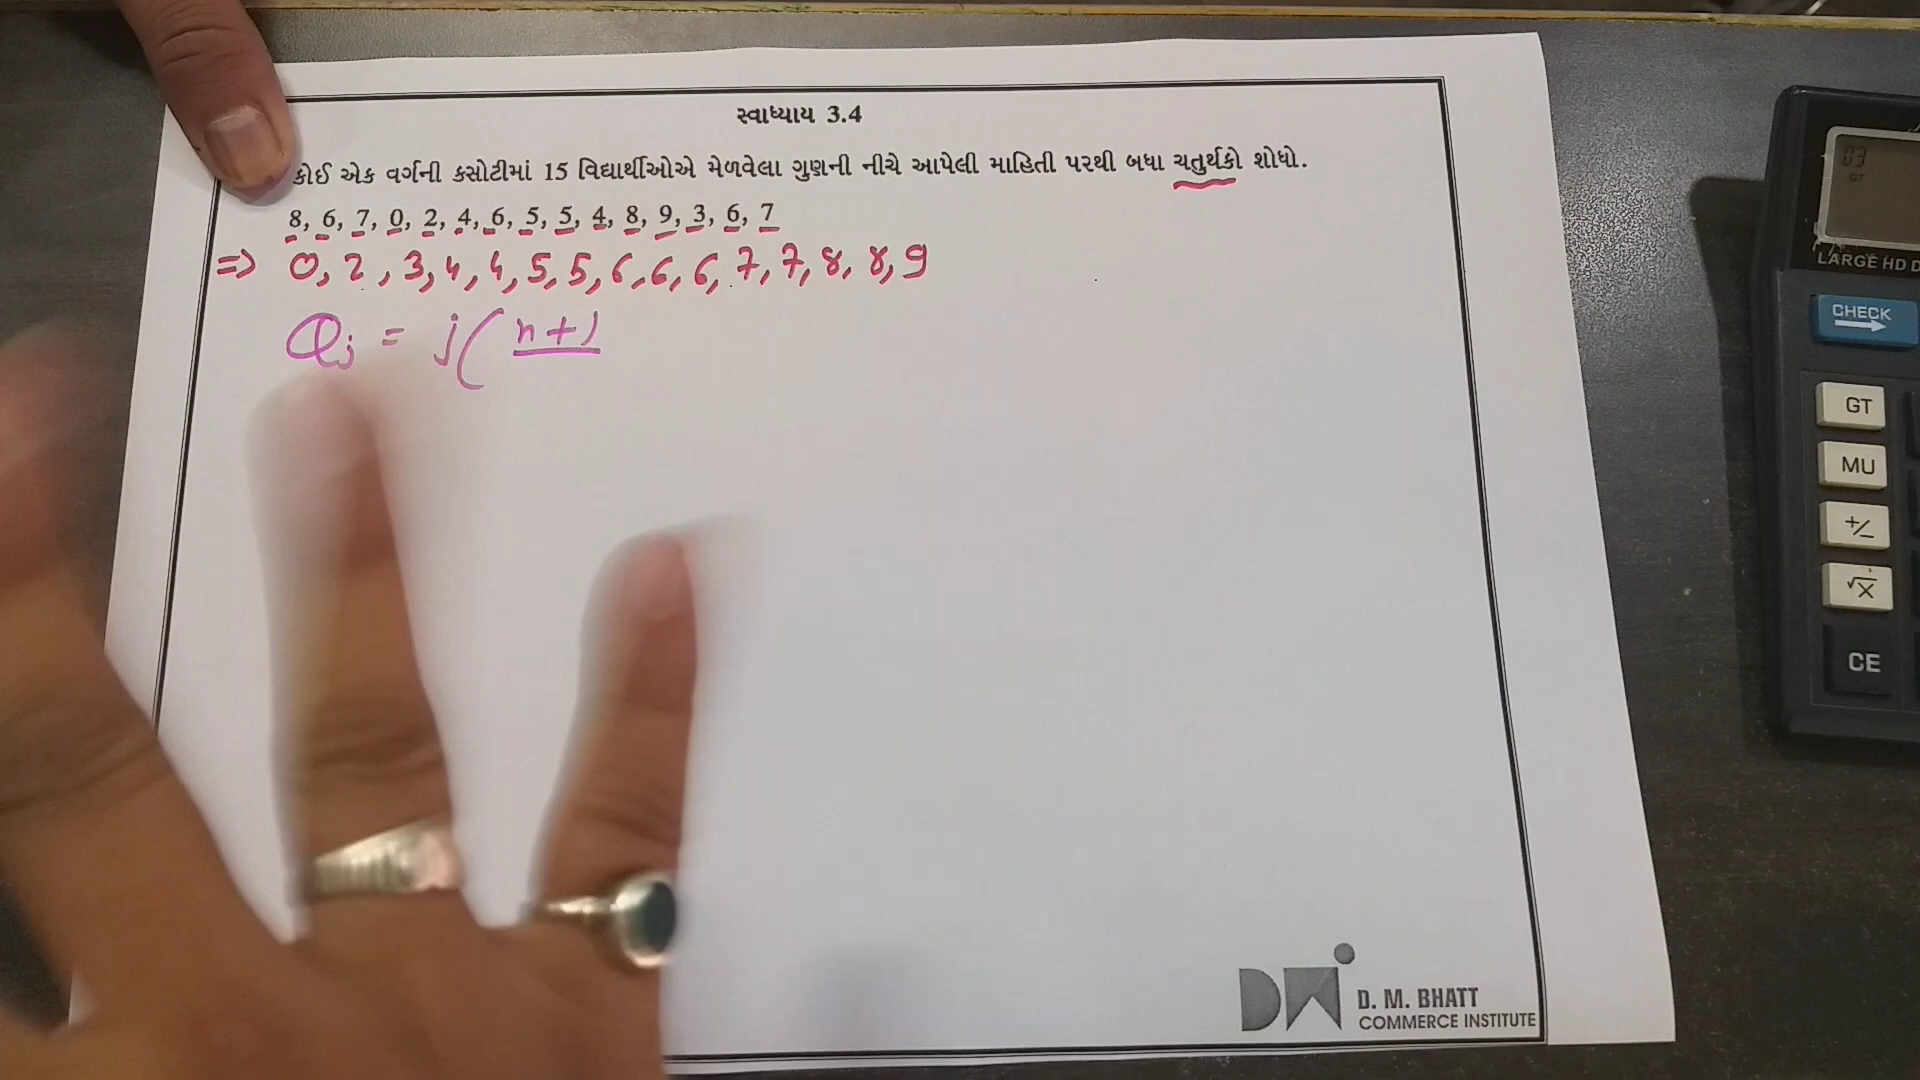 સ્વાધ્યાય 3.4
કોઈ એક વર્ગની કસોટીમાં 15 વિદ્યાર્થીઓએ મેળવેલા ગુણની નીચે આપેલી માહિતી પરથી બધા ચતુર્થકો શોધો.
8, 6, 7, 0, 2, 4, 6, 5, 5, 4, 8, 9, 3, 6, 7
=> 0, 2, 3, 4, 4, 5, 5, 6, 6, 6, 7, 7, 8, 8, 9
Qj = j( n+1
LARGE HD D
CHECK
GT
MU
+/-
√X
CE
D. M. BHATT
COMMERCE INSTITUTE